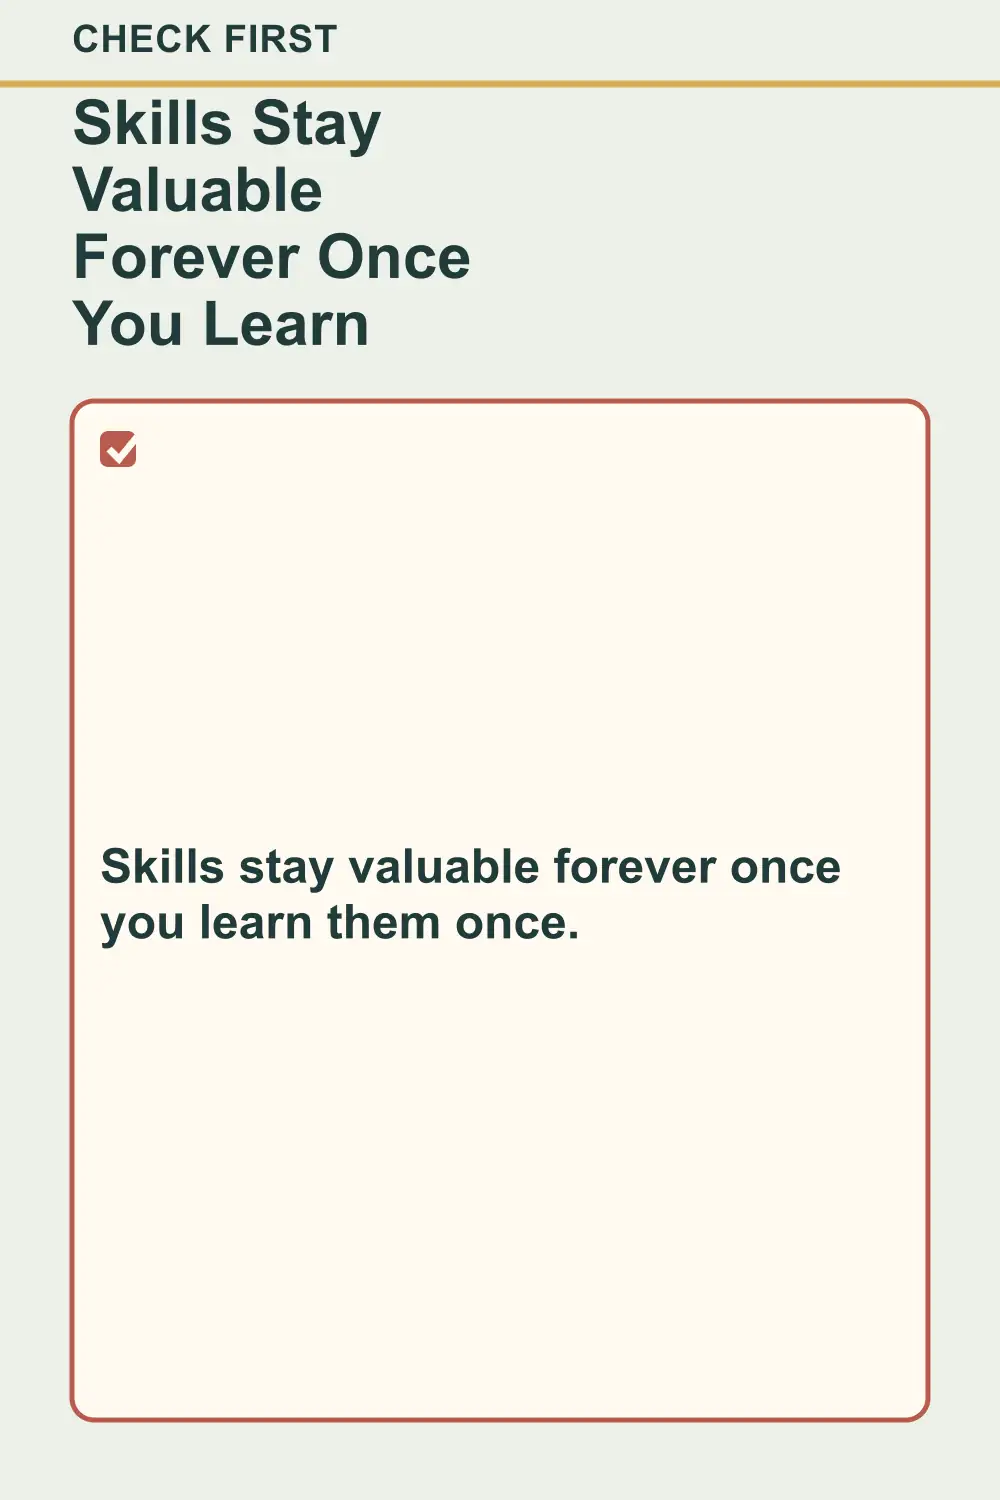 CHECK FIRST
Skills Stay
Valuable
Forever Once
You Learn
Skills stay valuable forever once
you learn them once.